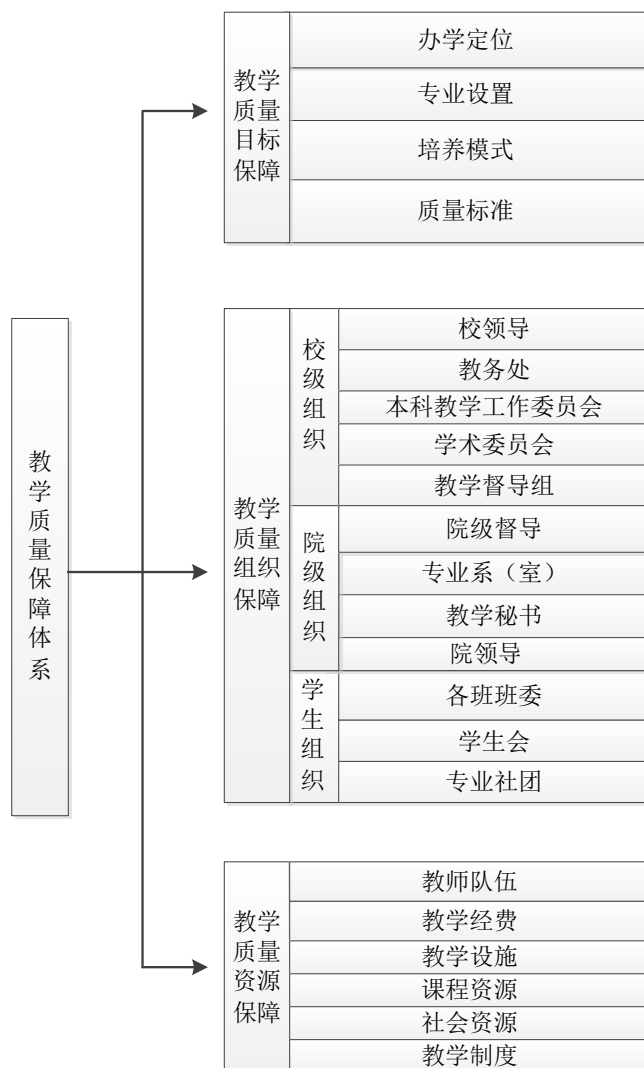 教学质量保障体系
教学
质量
目标
保障
办学定位
专业设置
培养模式
质量标准
教学
质量
组织
保障
校级组织
校领导
教务处
本科教学工作委员会
学术委员会
教学督导组
院级组织
院级督导
专业系（室）
教学秘书
院领导
学生组织
各班班委
学生会
专业社团
教学
质量
资源
保障
教师队伍
教学经费
教学设施
课程资源
社会资源
教学制度